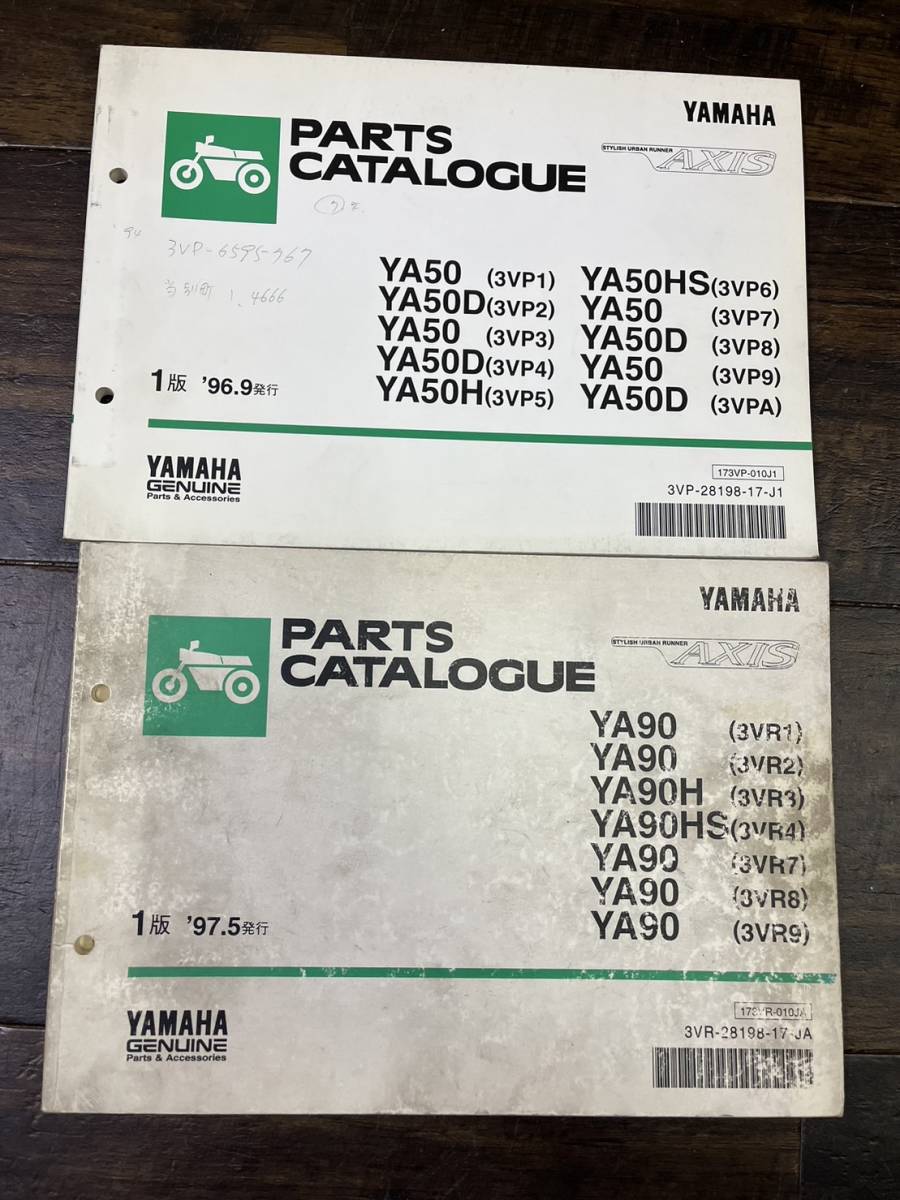 YAMAHA
PARTS
CATALOGUE
STYLISH URBAN RUNNER
AXIS
94
3VP-6595767
YA50 (3VP1) YA50HS(3VP6)
YA50D(3VP2) YA50 (3VP7)
YA50 (3VP3) YA50D (3VP8)
YA50D(3VP4) YA50 (3VP9)
YA50H(3VP5) YA50D (3VPA)
1版 '96.9発行
YAMAHA
GENUINE
Parts & Accessories
173VP-010J1
3VP-28198-17-J1
YAMAHA
PARTS
CATALOGUE
STYLISH URBAN RUNNER
AXIS
YA90 (3VR1)
YA90 (3VR2)
YA90H (3VR3)
YA90HS(3VR4)
YA90 (3VR7)
YA90 (3VR8)
YA90 (3VR9)
1版 '97.5発行
YAMAHA
GENUINE
Parts & Accessories
173VR-010JA
3VR-28198-17-JA